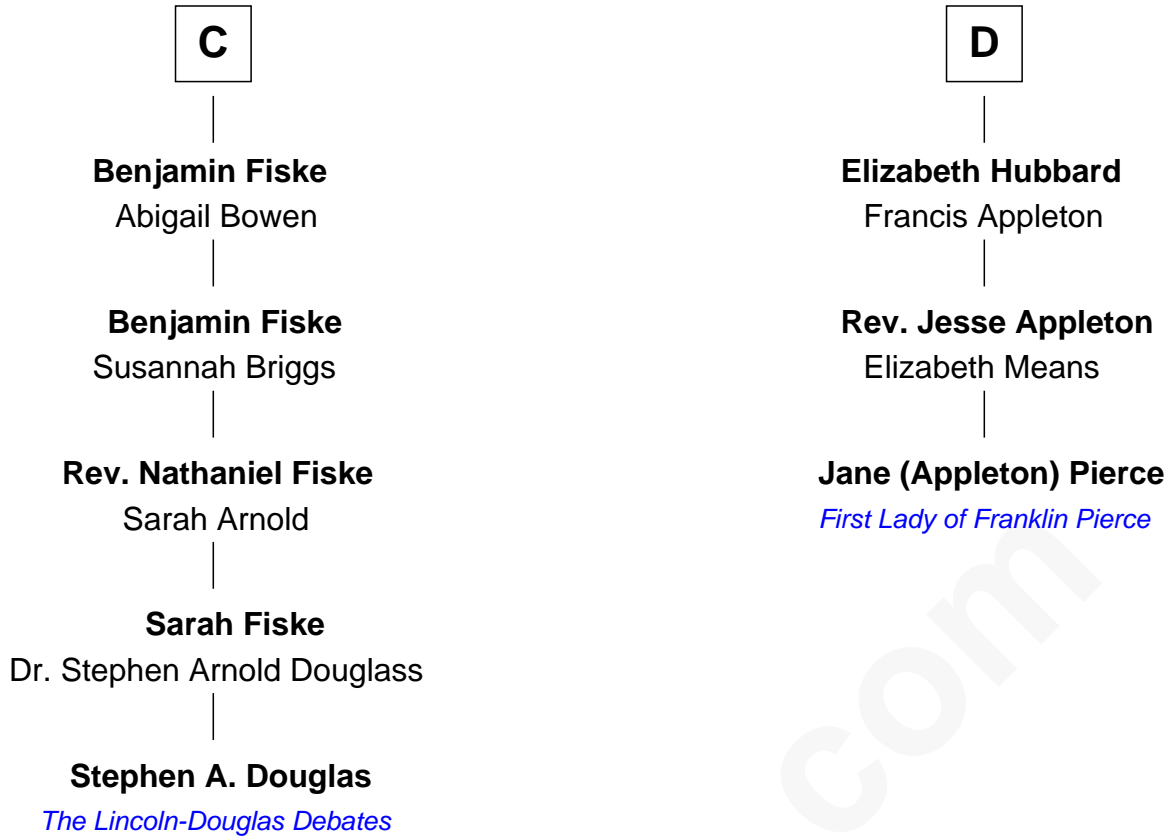 C
Benjamin Fiske
Abigail Bowen
Benjamin Fiske
Susannah Briggs
Rev. Nathaniel Fiske
Sarah Arnold
Sarah Fiske
Dr. Stephen Arnold Douglass
Stephen A. Douglas
The Lincoln-Douglas Debates
D
Elizabeth Hubbard
Francis Appleton
Rev. Jesse Appleton
Elizabeth Means
Jane (Appleton) Pierce
First Lady of Franklin Pierce
com